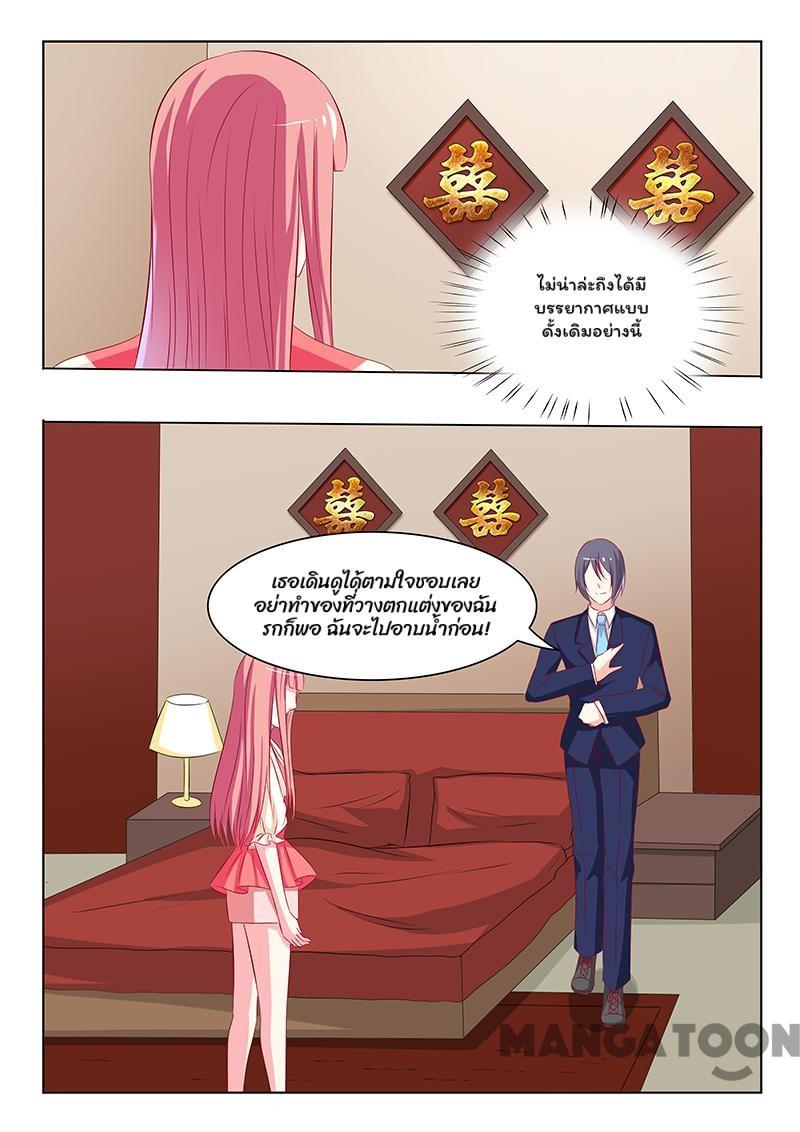 囍
囍
ไม่น่าล่ะถึงได้มี
บรรยากาศแบบ
ดั้งเดิมอย่างนี้
囍
囍
เธอเดินดูได้ตามใจชอบเลย
อย่าทำของที่วางตกแต่งของฉัน
รกก็พอ ฉันจะไปอาบน้ำก่อน!
MANGATOON